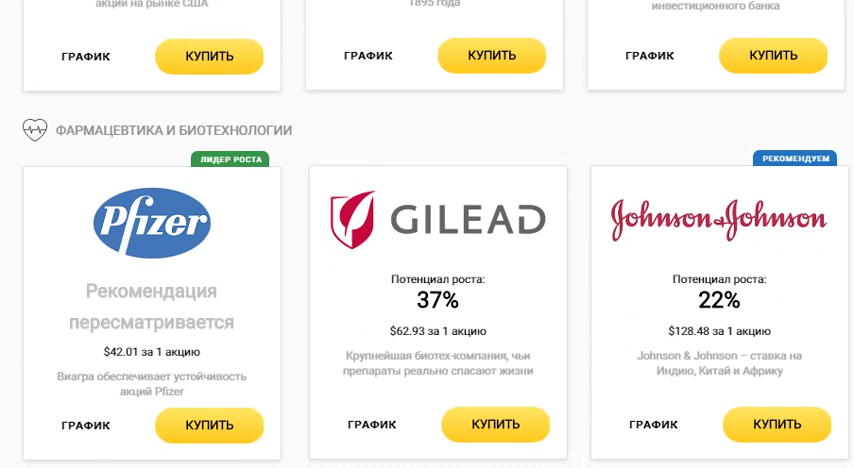 акций на рынке США
1895 года
инвестиционного банка
ГРАФИК
КУПИТЬ
ГРАФИК
КУПИТЬ
ГРАФИК
КУПИТЬ
ФАРМАЦЕВТИКА И БИОТЕХНОЛОГИИ
ЛИДЕР РОСТА
Pfizer
Рекомендация
пересматривается
$42.01 за 1 акцию
Виагра обеспечивает устойчивость
акций Pfizer
ГРАФИК
КУПИТЬ
GILEAD
Потенциал роста:
37%
$62.93 за 1 акцию
Крупнейшая биотех-компания, чьи
препараты реально спасают жизни
ГРАФИК
КУПИТЬ
РЕКОМЕНДУЕМ
Johnson&Johnson
Потенциал роста:
22%
$128.48 за 1 акцию
Johnson & Johnson – ставка на
Индию, Китай и Африку
ГРАФИК
КУПИТЬ